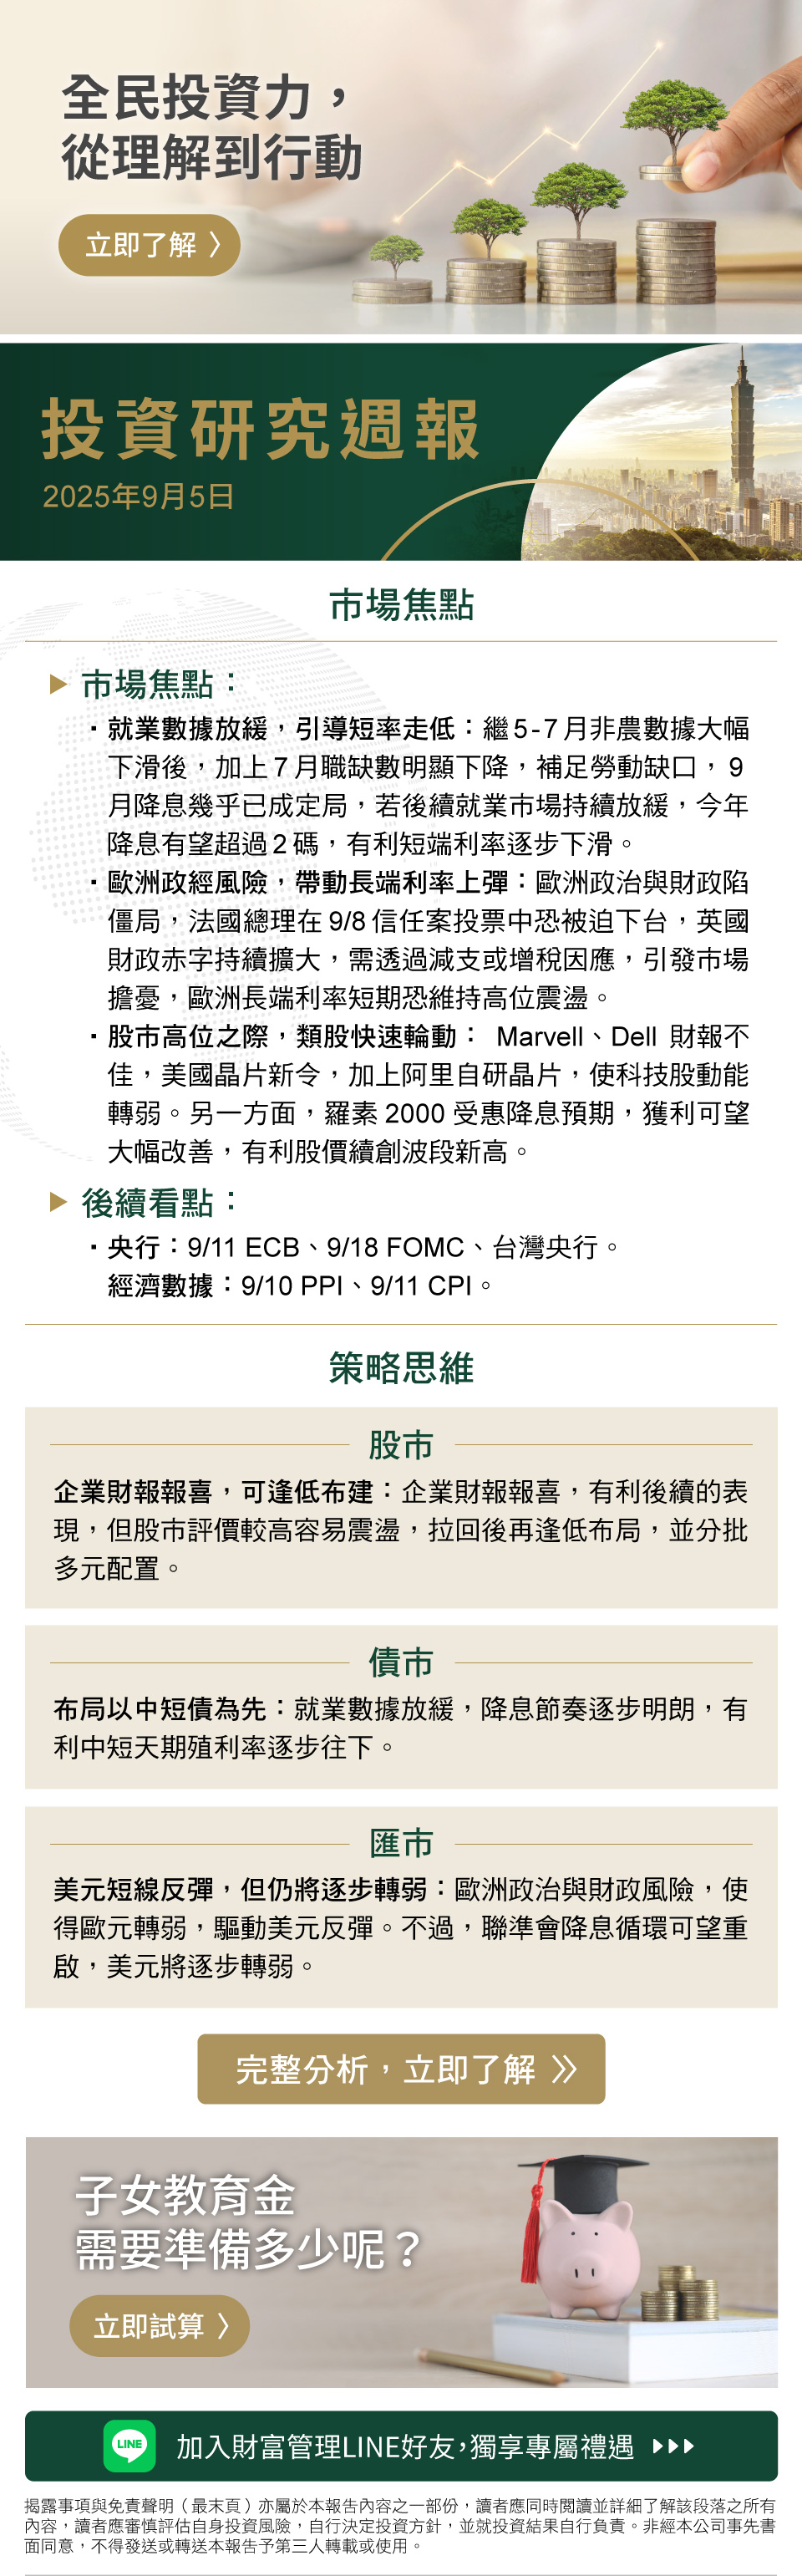 全民投資力，
從理解到行動
立即了解 〉
投資研究週報
2025年9月5日
市場焦點
▶ 市場焦點：
▪ 就業數據放緩，引導短率走低：繼5-7月非農數據大幅
下滑後，加上7月職缺數明顯下降，補足勞動缺口，9
月降息幾乎已成定局，若後續就業市場持續放緩，今年
降息有望超過2碼，有利短端利率逐步下滑。
▪ 歐洲政經風險，帶動長端利率上彈：歐洲政治與財政陷
僵局，法國總理在9/8信任案投票中恐被迫下台，英國
財政赤字持續擴大，需透過減支或增稅因應，引發市場
擔憂，歐洲長端利率短期恐維持高位震盪。
▪ 股市高位之際，類股快速輪動： Marvell、Dell 財報不
佳，美國晶片新令，加上阿里自研晶片，使科技股動能
轉弱。另一方面，羅素 2000 受惠降息預期，獲利可望
大幅改善，有利股價續創波段新高。
▶ 後續看點：
▪ 央行：9/11 ECB、9/18 FOMC、台灣央行。
經濟數據：9/10 PPI、9/11 CPI。
策略思維
股市
企業財報報喜，可逢低布建：企業財報報喜，有利後續的表
現，但股市評價較高容易震盪，拉回後再逢低布局，並分批
多元配置。
債市
布局以中短債為先：就業數據放緩，降息節奏逐步明朗，有
利中短天期殖利率逐步往下。
匯市
美元短線反彈，但仍將逐步轉弱：歐洲政治與財政風險，使
得歐元轉弱，驅動美元反彈。不過，聯準會降息循環可望重
啟，美元將逐步轉弱。
完整分析，立即了解 》
子女教育金
需要準備多少呢？
立即試算 〉
LINE 加入財富管理LINE好友，獨享專屬禮遇 ▶▶▶
揭露事項與免責聲明（最末頁）亦屬於本報告內容之一部份，讀者應同時閱讀並詳細了解該段落之所有
內容，讀者應審慎評估自身投資風險，自行決定投資方針，並就投資結果自行負責。非經本公司事先書
面同意，不得發送或轉送本報告予第三人轉載或使用。